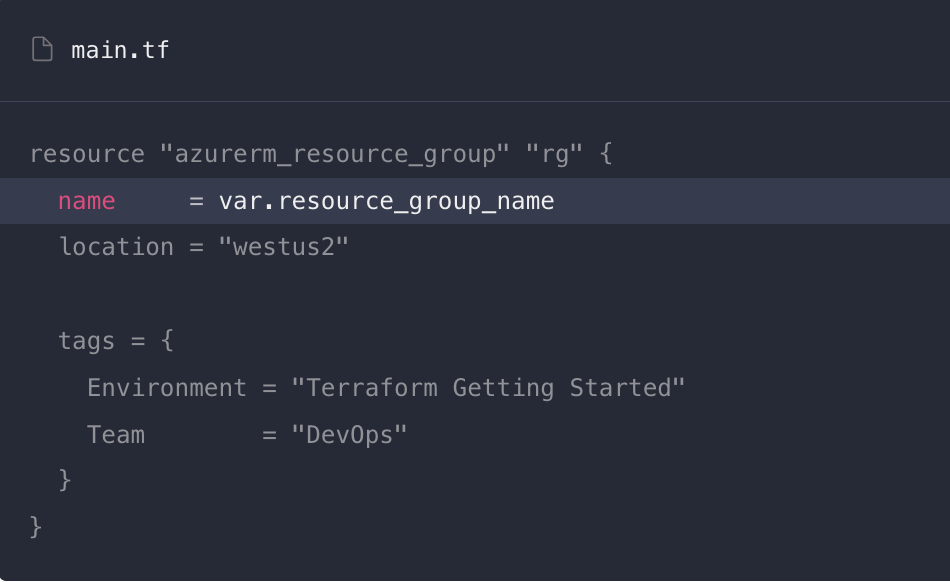 main.tf
resource "azurerm_resource_group" "rg" {
  name     = var.resource_group_name
  location = "westus2"

  tags = {
    Environment = "Terraform Getting Started"
    Team        = "DevOps"
  }
}